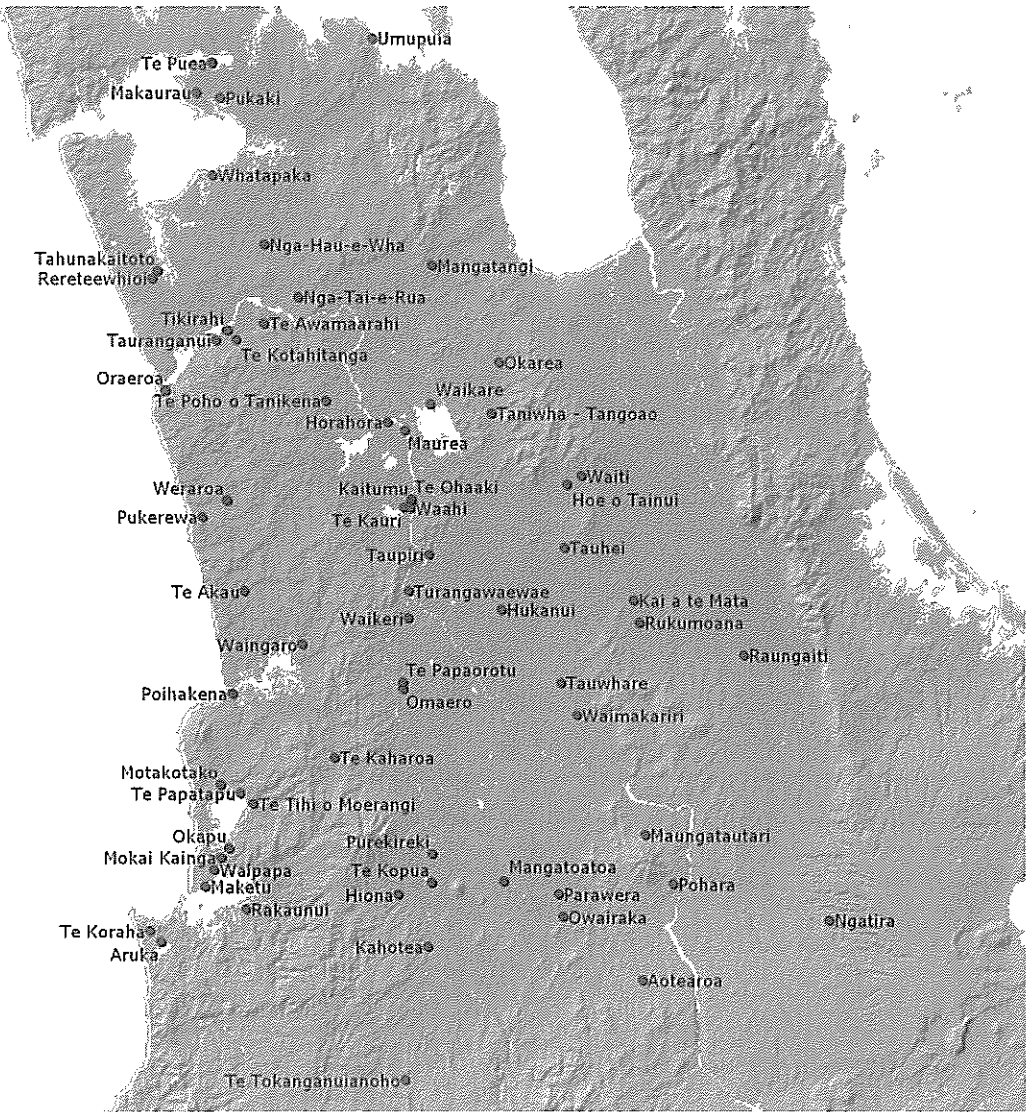 Umupuia
Te Puea
Makaurau
Pukaki
Whatapaka
Nga-Hau-e-Wha
Tahunakaitoto
Mangatangi
Rereteewhioi
Nga-Tai-e-Rua
Tikirahi
Te Awamaarahi
Tauranganui
Te Kotahitanga
Okarea
Oraeroa
Waikare
Te Poho o Tanikena
Taniwha - Tangoao
Horahora
Maurea
Waiti
Weraroa
Kaitumu
Te Ohaaki
Hoe o Tainui
Waahi
Pukerewa
Te Kauri
Tauhei
Taupiri
Te Akau
Turangawaewae
Kai a te Mata
Hukanui
Waikeri
Rukumoana
Waingaro
Raungaiti
Te Papaorotu
Tauwhare
Poihakena
Omaero
Waimakariri
Te Kaharoa
Motakotako
Te Papatapu
Te Tihi o Moerangi
Okapu
Maungatautari
Purekireki
Mokai Kainga
Waipapa
Te Kopua
Mangatoatoa
Maketu
Pohara
Hiona
Parawera
Rakaunui
Owairaka
Ngatira
Te Koraha
Aruka
Kahotea
Aotearoa
Te Tokanganuianoho